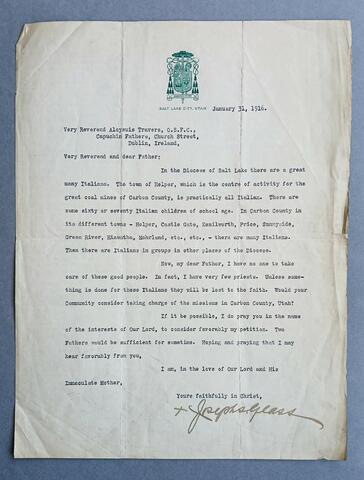 SALT LAKE CITY, UTAH
January 31, 1916.
Very Reverend Aloysuis Travers, O.S.F.C.,
Capuchin Fathers, Church Street,
Dublin, Ireland,
Very Reverend and dear Father;
In the Diocese of Salt Lake there are a great
many Italians. The town of Helper, which is the centre of activity for the
great coal mines of Carbon County, is practically all Italian. There are
some sixty or seventy Italian children of school age. In Carbon County in
its different towns - Helper, Castle Gate, Kenilworth, Price, Sunnyside,
Green River, Hiawatha, Mohrland, etc., etc., - there are many Italians.
Then there are Italians in groups in other places of the Diocese.
Now, my dear Father, I have no one to take
care of these good people. In fact, I have very few priests. Unless some-
thing is done for these Italians they will be lost to the faith. Would your
Community consider taking charge of the missions in Carbon County, Utah?
If it be possible, I do pray you in the name
of the interests of Our Lord, to consider favorably my petition. Two
Fathers would be sufficient for sometime. Hoping and praying that I may
hear favorably from you,
I am, in the love of Our Lord and His
Immaculate Mother,
Yours faithfully in Christ,
+ Joseph S Glass